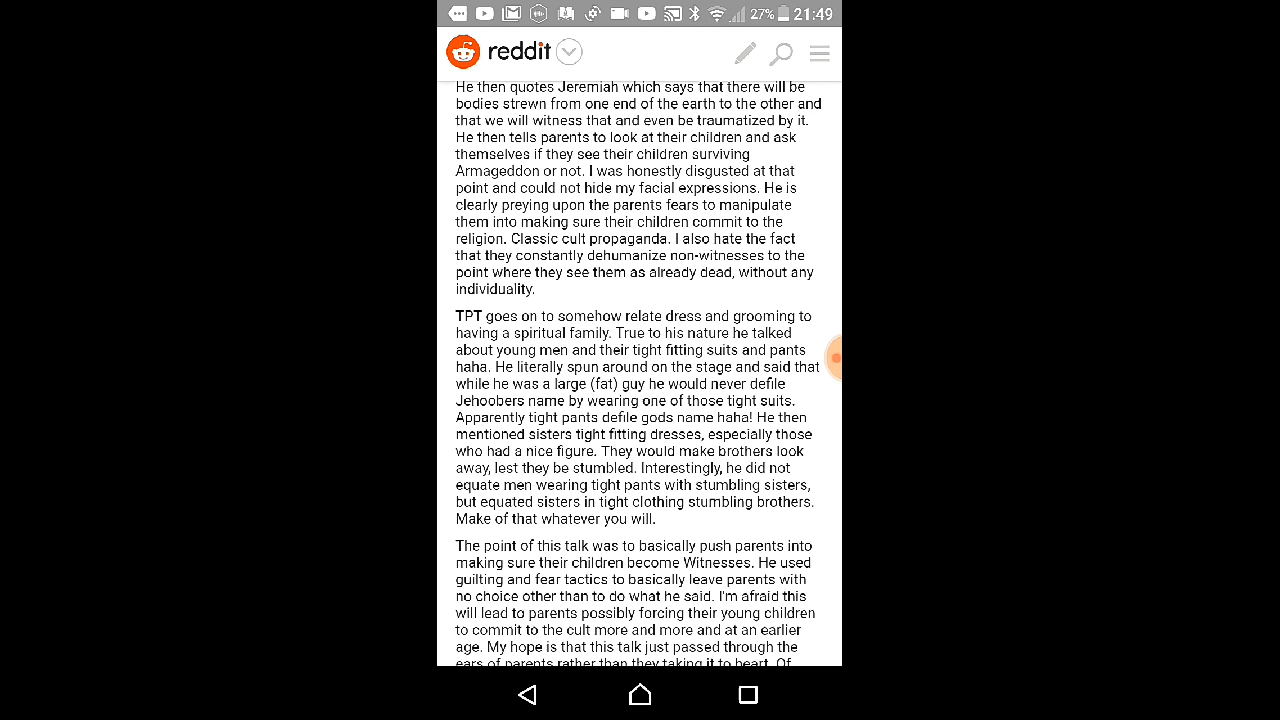 27% 21:49
reddit
He then quotes Jeremiah which says that there will be
bodies strewn from one end of the earth to the other and
that we will witness that and even be traumatized by it.
He then tells parents to look at their children and ask
themselves if they see their children surviving
Armageddon or not. I was honestly disgusted at that
point and could not hide my facial expressions. He is
clearly preying upon the parents fears to manipulate
them into making sure their children commit to the
religion. Classic cult propaganda. I also hate the fact
that they constantly dehumanize non-witnesses to the
point where they see them as already dead, without any
individuality.
TPT goes on to somehow relate dress and grooming to
having a spiritual family. True to his nature he talked
about young men and their tight fitting suits and pants
haha. He literally spun around on the stage and said that
while he was a large (fat) guy he would never defile
Jehoobers name by wearing one of those tight suits.
Apparently tight pants defile gods name haha! He then
mentioned sisters tight fitting dresses, especially those
who had a nice figure. They would make brothers look
away, lest they be stumbled. Interestingly, he did not
equate men wearing tight pants with stumbling sisters,
but equated sisters in tight clothing stumbling brothers.
Make of that whatever you will.
The point of this talk was to basically push parents into
making sure their children become Witnesses. He used
guilting and fear tactics to basically leave parents with
no choice other than to do what he said. I'm afraid this
will lead to parents possibly forcing their young children
to commit to the cult more and more and at an earlier
age. My hope is that this talk just passed through the
ears of parents rather than they taking it to heart. Of